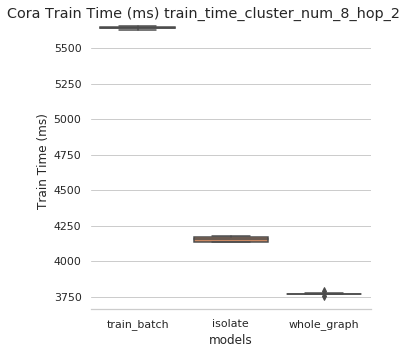 Cora Train Time (ms) train_time_cluster_num_8_hop_2
5500
5250
5000
4750
4500
4250
4000
3750
Train Time (ms)
train_batch isolate whole_graph
models